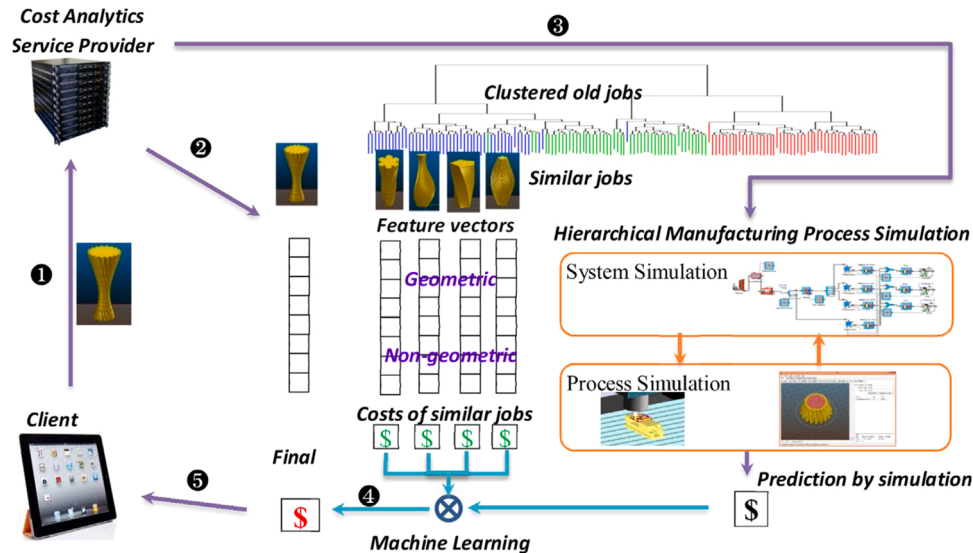 Cost Analytics
Service Provider
❸
Clustered old jobs
❷
Similar jobs
Feature vectors
Hierarchical Manufacturing Process Simulation
❶
Geometric
System Simulation
Non-geometric
Process Simulation
Client
Costs of similar jobs
$ $ $ $
Final
❺
Prediction by simulation
❹
$
$
Machine Learning